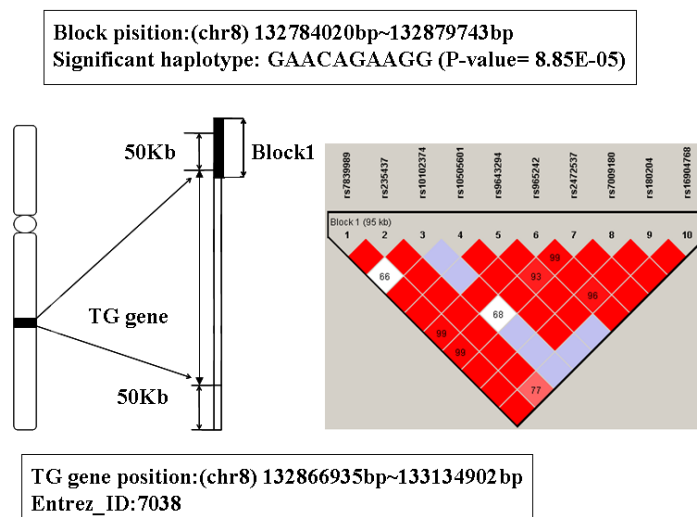 Block pisition:(chr8) 132784020bp~132879743bp
Significant haplotype: GAACAGAAGG (P-value= 8.85E-05)
50Kb
Block1
TG gene
50Kb
rs7839989
rs235437
rs10102374
rs10505601
rs9643294
rs965242
rs2472537
rs7009180
rs180204
rs16904768
Block 1 (95 kb)
1 2 3 4 5 6 7 8 9 10
99
66
93
96
68
98
99
77
TG gene position:(chr8) 132866935bp~133134902bp
Entrez_ID:7038